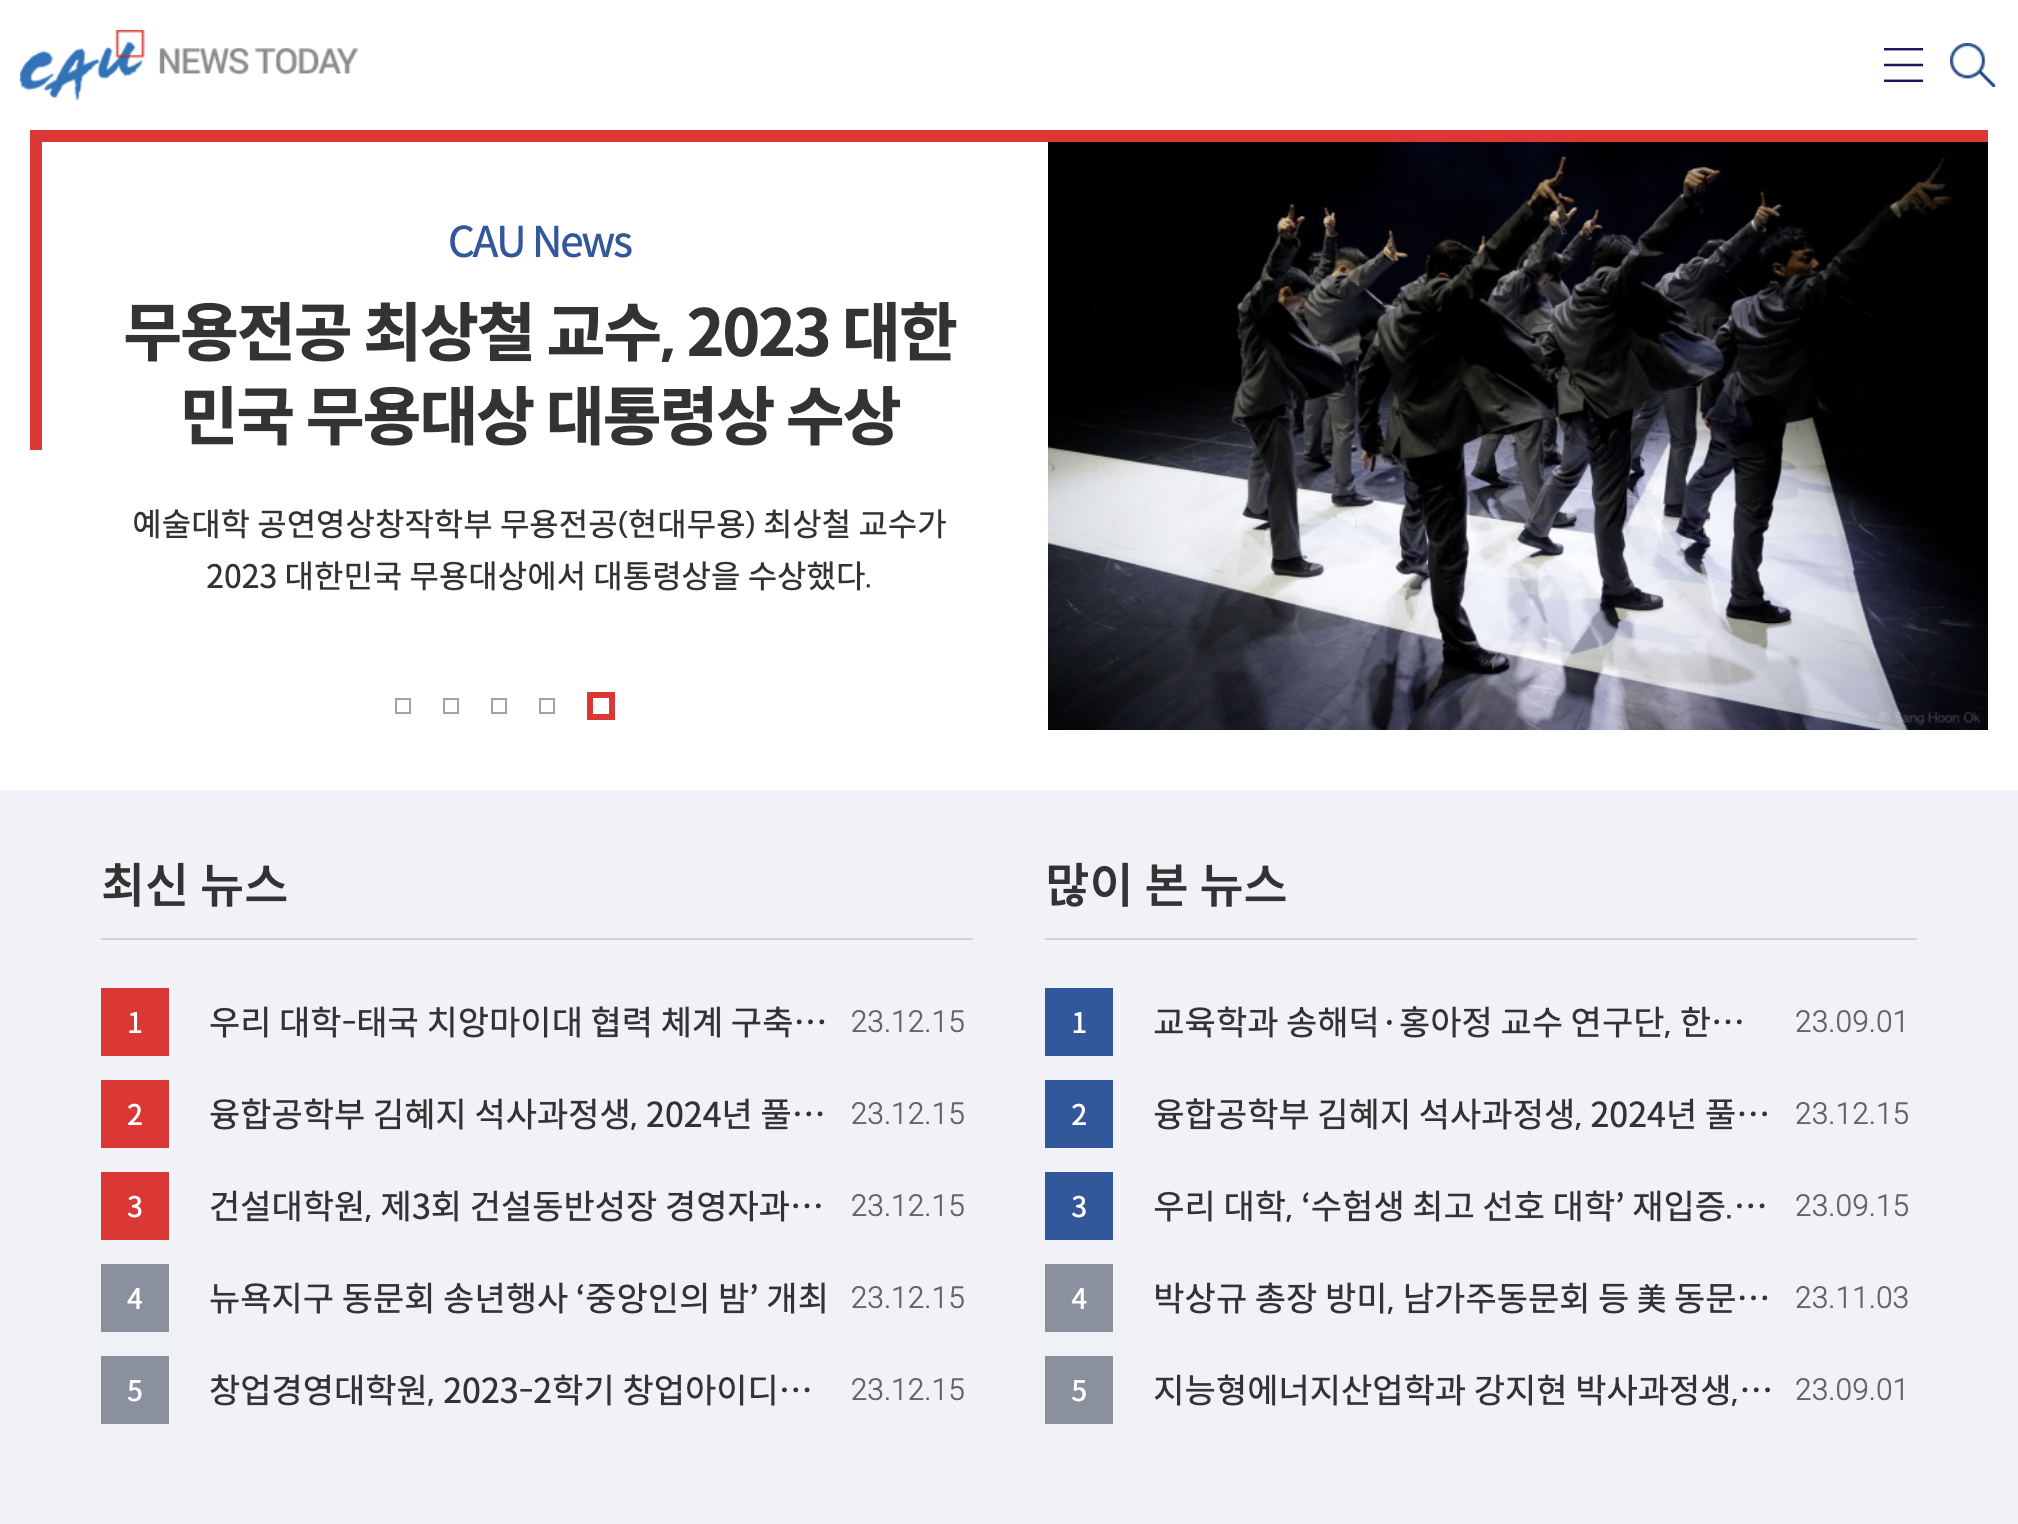 CAU NEWS TODAY
CAU News
무용전공 최상철 교수, 2023 대한
민국 무용대상 대통령상 수상
예술대학 공연영상창작학부 무용전공(현대무용) 최상철 교수가
2023 대한민국 무용대상에서 대통령상을 수상했다.
Sang Hoon Ok
최신 뉴스
1 우리 대학-태국 치앙마이대 협력 체계 구축… 23.12.15
2 융합공학부 김혜지 석사과정생, 2024년 풀… 23.12.15
3 건설대학원, 제3회 건설동반성장 경영자과… 23.12.15
4 뉴욕지구 동문회 송년행사 ‘중앙인의 밤’ 개최 23.12.15
5 창업경영대학원, 2023-2학기 창업아이디… 23.12.15
많이 본 뉴스
1 교육학과 송해덕·홍아정 교수 연구단, 한… 23.09.01
2 융합공학부 김혜지 석사과정생, 2024년 풀… 23.12.15
3 우리 대학, ‘수험생 최고 선호 대학’ 재입증.… 23.09.15
4 박상규 총장 방미, 남가주동문회 등 美 동문… 23.11.03
5 지능형에너지산업학과 강지현 박사과정생,… 23.09.01